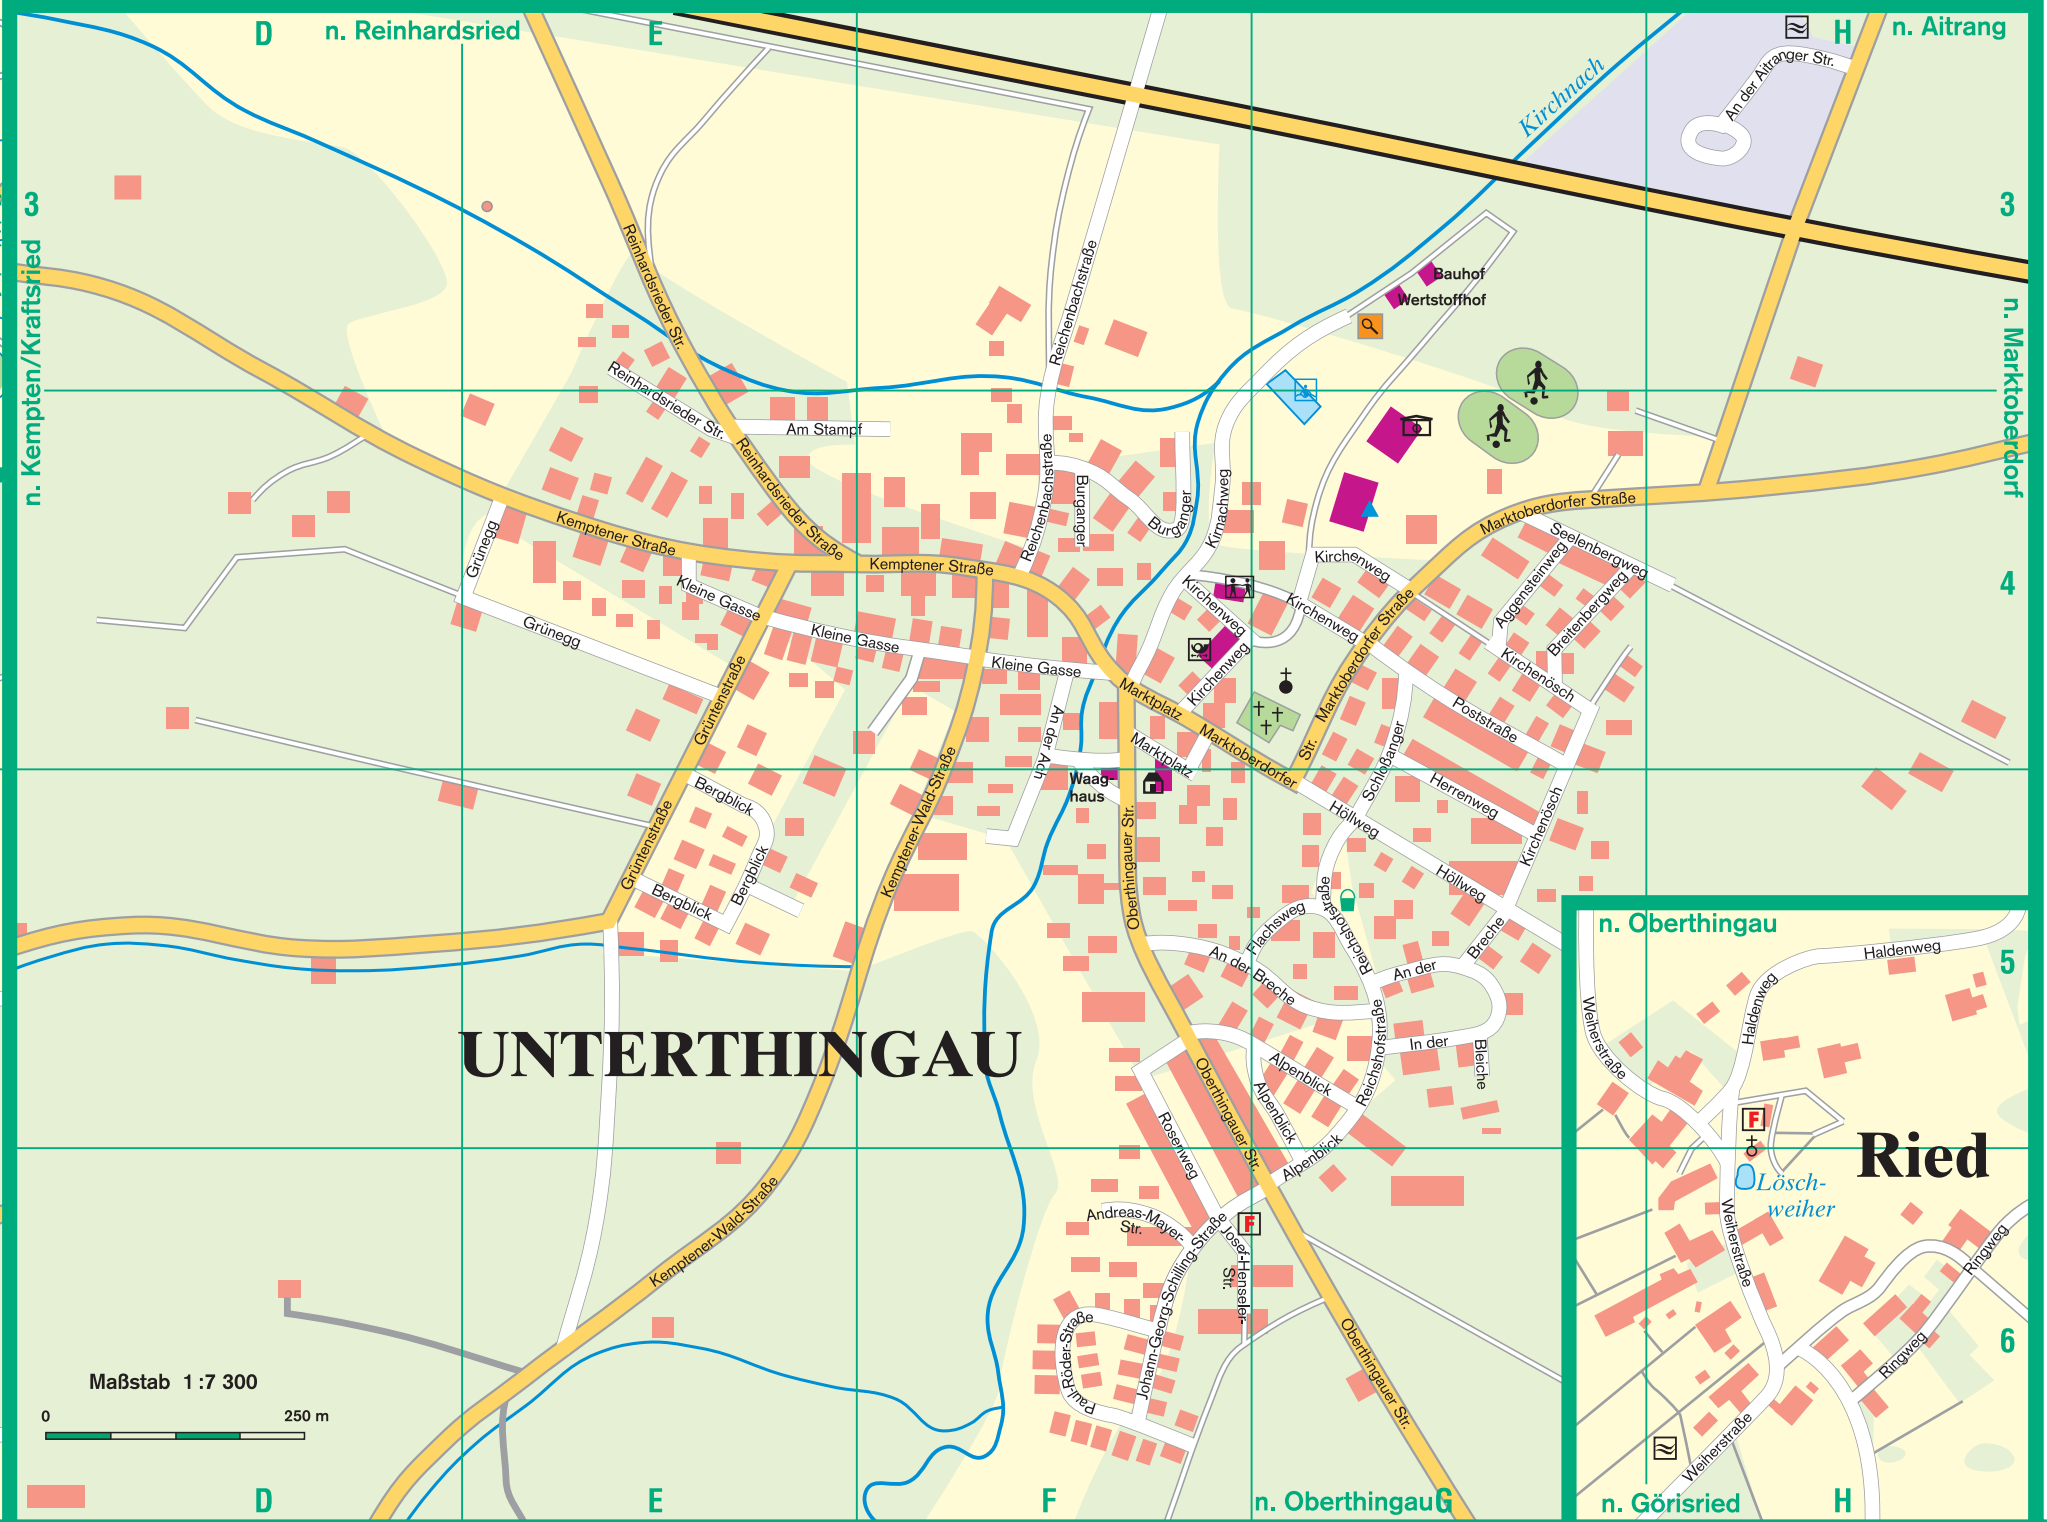 D
n. Reinhardsried
E
H
n. Aitrang
An der Aitranger Str.
Kirchnach
3
3
n. Kempten/Kraftsried
n. Marktoberdorf
Reinhardsrieder Str.
Reichenbachstraße
Bauhof
Wertstoffhof
Reinhardsrieder Str.
Am Stampf
Reinhardsrieder Straße
Reichenbachstraße
Burganger
Burganger
Kirnachweg
Marktoberdorfer Straße
Seelenbergweg
Kemptener Straße
Kemptener Straße
Grünegg
Grünegg
Kleine Gasse
Kleine Gasse
Kleine Gasse
Kirchenweg
Kirchenweg
Kirchenweg
Kirchenweg
Aggensteinweg
Breitenbergweg
4
4
Marktoberdorfer Straße
Kirchenösch
Poststraße
Grüntenstraße
An der Ach
Marktplatz
Marktplatz
Marktoberdorfer
Str.
Schloßanger
Herrenweg
Kirchenösch
Waag-
haus
Höllweg
Höllweg
Bergblick
Bergblick
Bergblick
Grüntenstraße
Kemptener-Wald-Straße
Oberthingauer Str.
Reichshofstraße
Flachsweg
An der Breche
An der
Breche
In der
Bleiche
Reichshofstraße
UNTERTHINGAU
Alpenblick
Alpenblick
Alpenblick
Oberthingauer Str.
Rosenweg
Andreas-Mayer-
Str.
F
Josef-Henseler-
Str.
Johann-Georg-Schilling-Straße
Paul-Röder-Straße
Kemptener-Wald-Straße
Oberthingauer Str.
n. Oberthingau
Haldenweg
Haldenweg
5
Weiherstraße
F
Ried
Lösch-
weiher
Weiherstraße
Ringweg
Ringweg
6
Weiherstraße
n. Görisried
H
Maßstab 1:7 300
0
250 m
D
E
F
n. Oberthingau
G